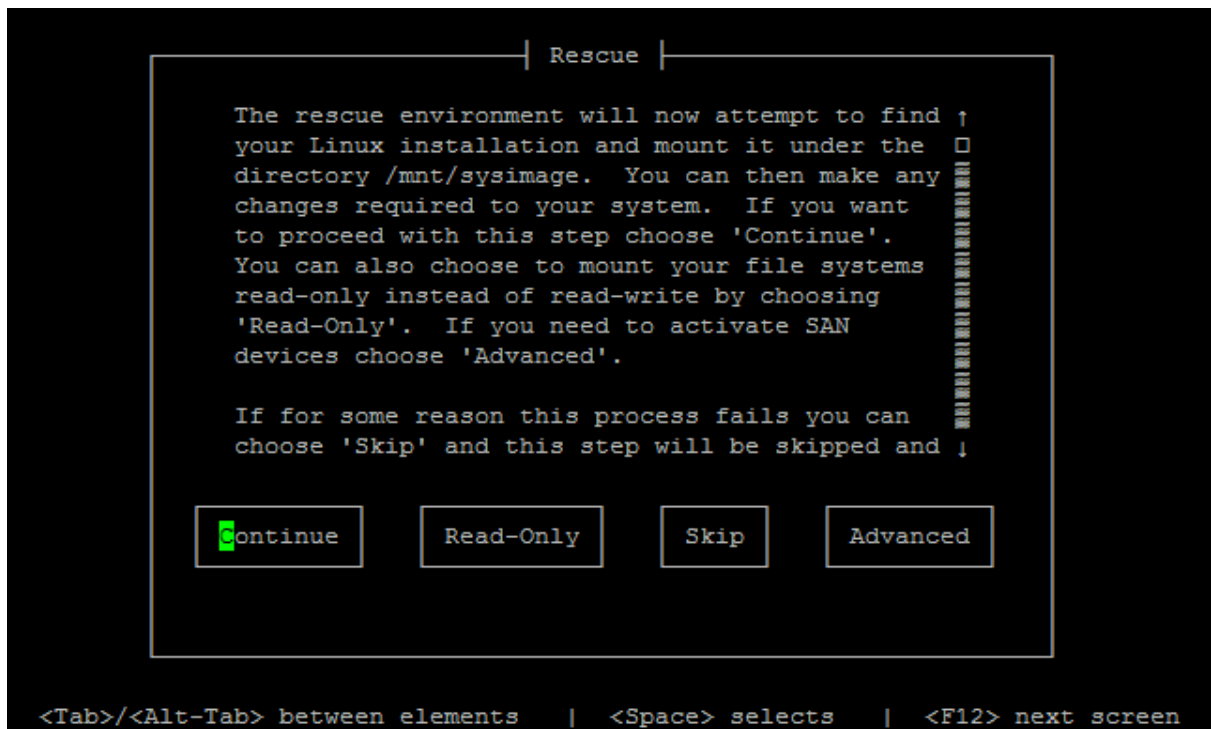 Rescue
The rescue environment will now attempt to find
your Linux installation and mount it under the
directory /mnt/sysimage.  You can then make any
changes required to your system.  If you want
to proceed with this step choose 'Continue'.
You can also choose to mount your file systems
read-only instead of read-write by choosing
'Read-Only'.  If you need to activate SAN
devices choose 'Advanced'.
If for some reason this process fails you can
choose 'Skip' and this step will be skipped and
Continue Read-Only Skip Advanced
<Tab>/<Alt-Tab> between elements   |  <Space> selects   |  <F12> next screen